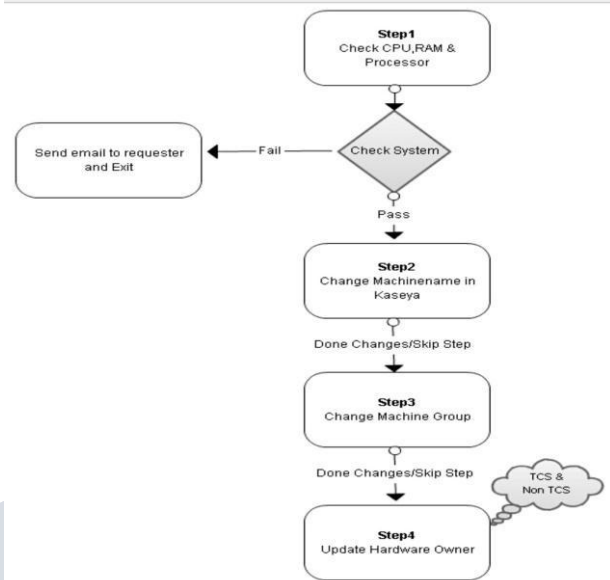 Step1
Check CPU,RAM &
Processor
Check System
Fail
Send email to requester
and Exit
Pass
Step2
Change Machinename in
Kaseya
Done Changes/Skip Step
Step3
Change Machine Group
Done Changes/Skip Step
TCS &
Non TCS
Step4
Update Hardware Owner